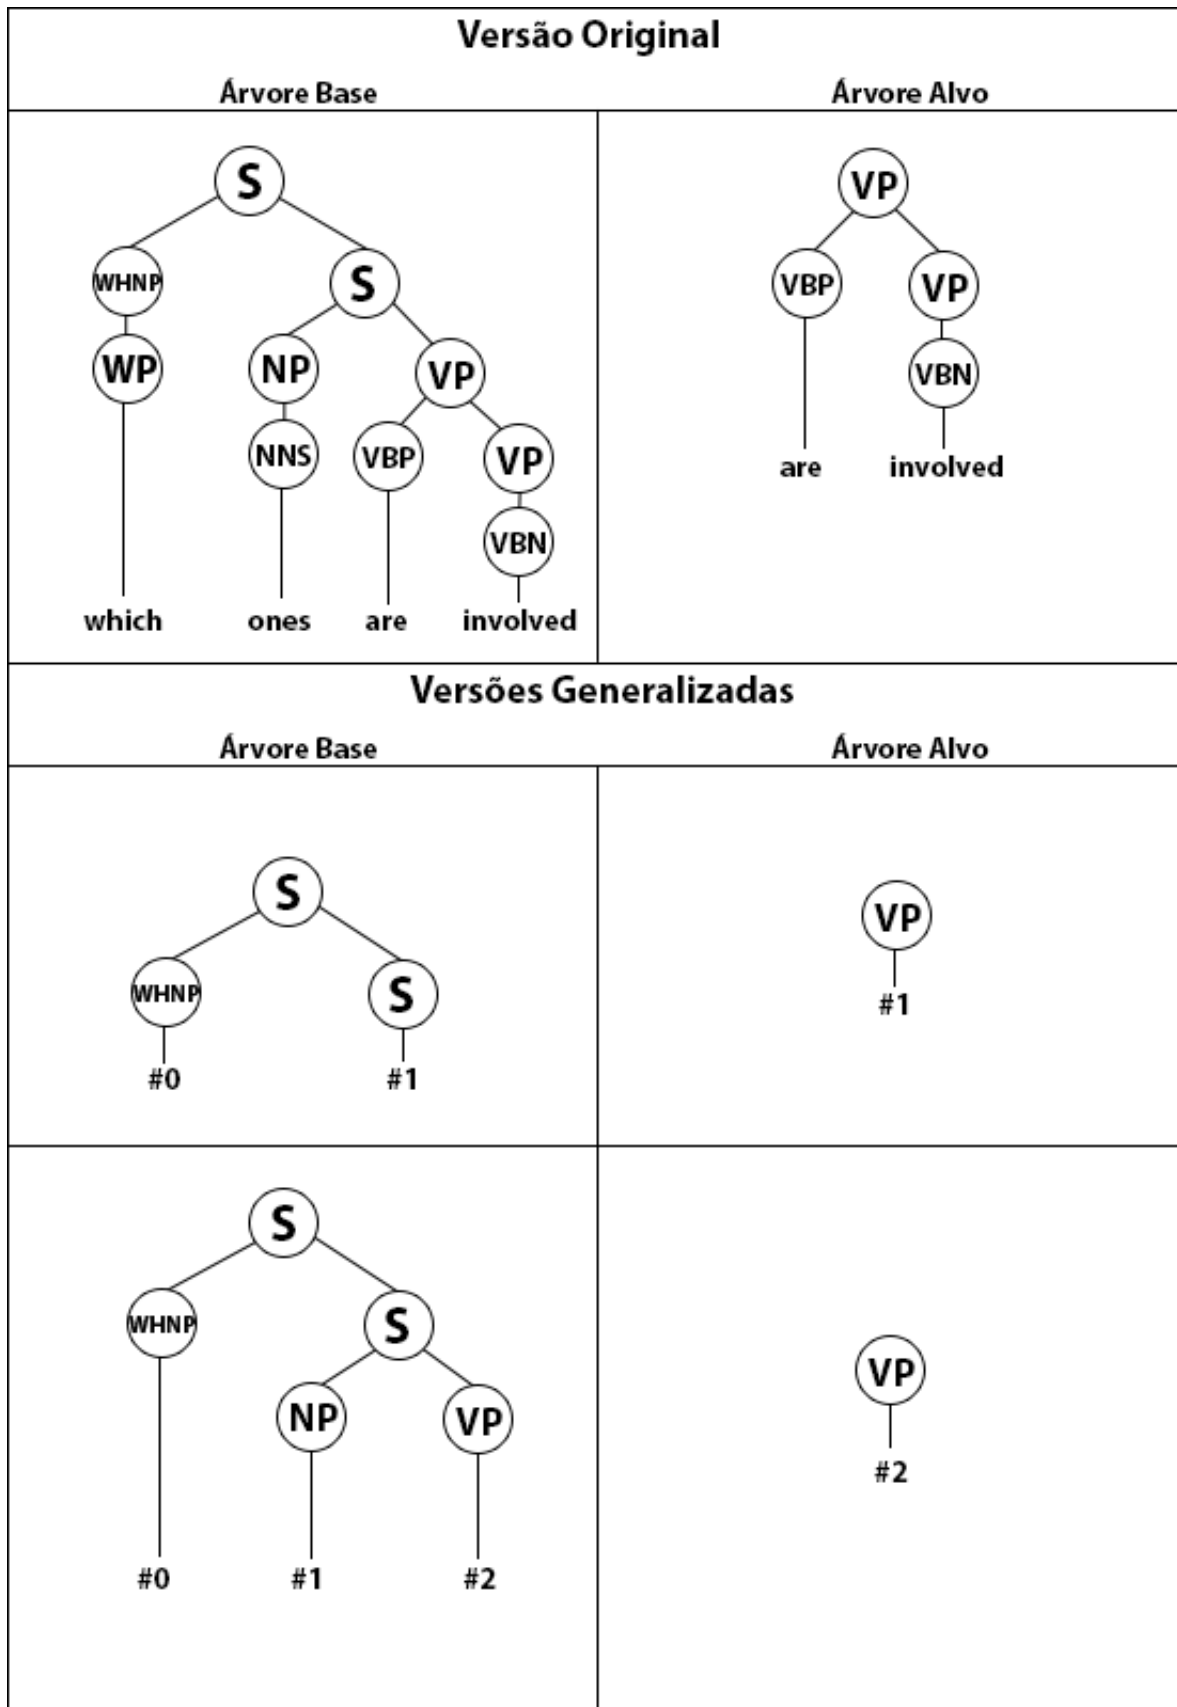 Versão Original
Árvore Base Árvore Alvo
S VP
WHNP S VBP VP
WP NP VP VBN
NNS VBP VP are involved
VBN
which ones are involved
Versões Generalizadas
Árvore Base Árvore Alvo
S VP
WHNP S #1
#0 #1
S
WHNP S VP
NP VP #2
#0 #1 #2